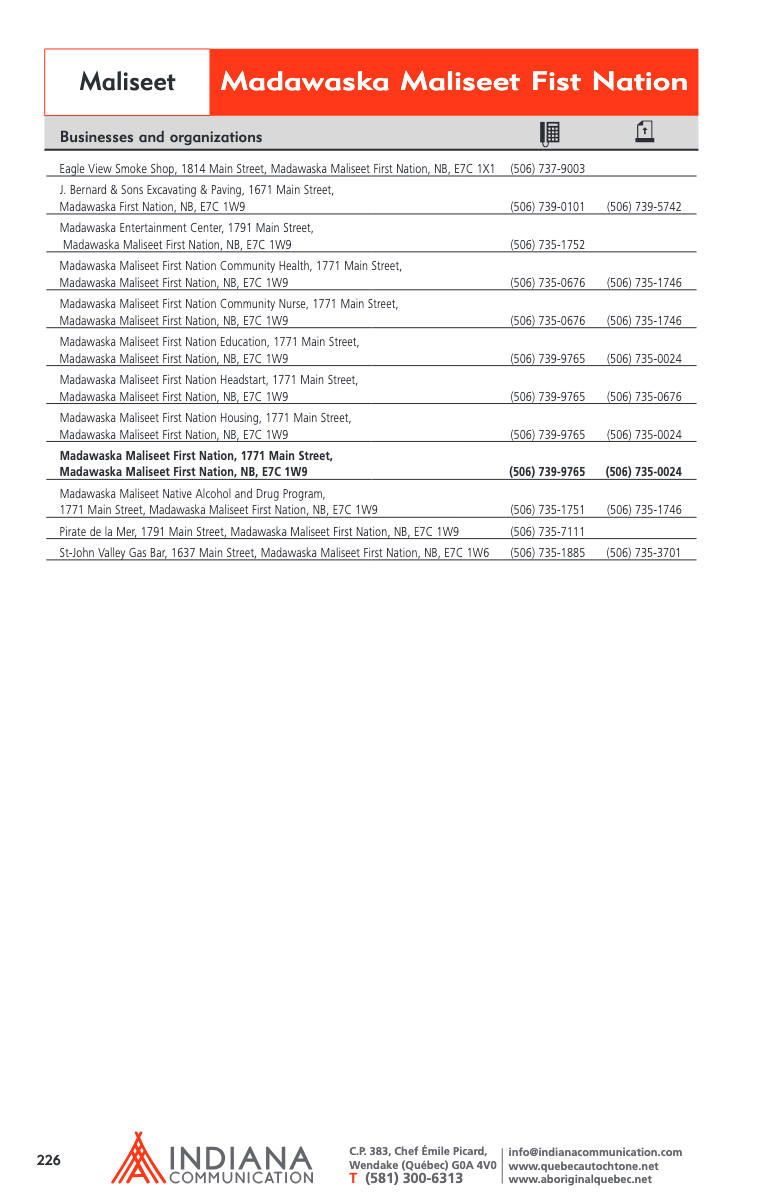 Maliseet
Madawaska Maliseet Fist Nation
Businesses and organizations
Eagle View Smoke Shop, 1814 Main Street, Madawaska Maliseet First Nation, NB, E7C 1X1 (506) 737-9003
J. Bernard & Sons Excavating & Paving, 1671 Main Street,
Madawaska First Nation, NB, E7C 1W9 (506) 739-0101 (506) 739-5742
Madawaska Entertainment Center, 1791 Main Street,
Madawaska Maliseet First Nation, NB, E7C 1W9 (506) 735-1752
Madawaska Maliseet First Nation Community Health, 1771 Main Street,
Madawaska Maliseet First Nation, NB, E7C 1W9 (506) 735-0676 (506) 735-1746
Madawaska Maliseet First Nation Community Nurse, 1771 Main Street,
Madawaska Maliseet First Nation, NB, E7C 1W9 (506) 735-0676 (506) 735-1746
Madawaska Maliseet First Nation Education, 1771 Main Street,
Madawaska Maliseet First Nation, NB, E7C 1W9 (506) 739-9765 (506) 735-0024
Madawaska Maliseet First Nation Headstart, 1771 Main Street,
Madawaska Maliseet First Nation, NB, E7C 1W9 (506) 739-9765 (506) 735-0676
Madawaska Maliseet First Nation Housing, 1771 Main Street,
Madawaska Maliseet First Nation, NB, E7C 1W9 (506) 739-9765 (506) 735-0024
Madawaska Maliseet First Nation, 1771 Main Street,
Madawaska Maliseet First Nation, NB, E7C 1W9 (506) 739-9765 (506) 735-0024
Madawaska Maliseet Native Alcohol and Drug Program,
1771 Main Street, Madawaska Maliseet First Nation, NB, E7C 1W9 (506) 735-1751 (506) 735-1746
Pirate de la Mer, 1791 Main Street, Madawaska Maliseet First Nation, NB, E7C 1W9 (506) 735-7111
St-John Valley Gas Bar, 1637 Main Street, Madawaska Maliseet First Nation, NB, E7C 1W6 (506) 735-1885 (506) 735-3701
226
INDIANA
COMMUNICATION
C.P. 383, Chef Émile Picard,
Wendake (Québec) G0A 4V0
T (581) 300-6313
info@indianacommunication.com
www.quebecautochtone.net
www.aboriginalquebec.net